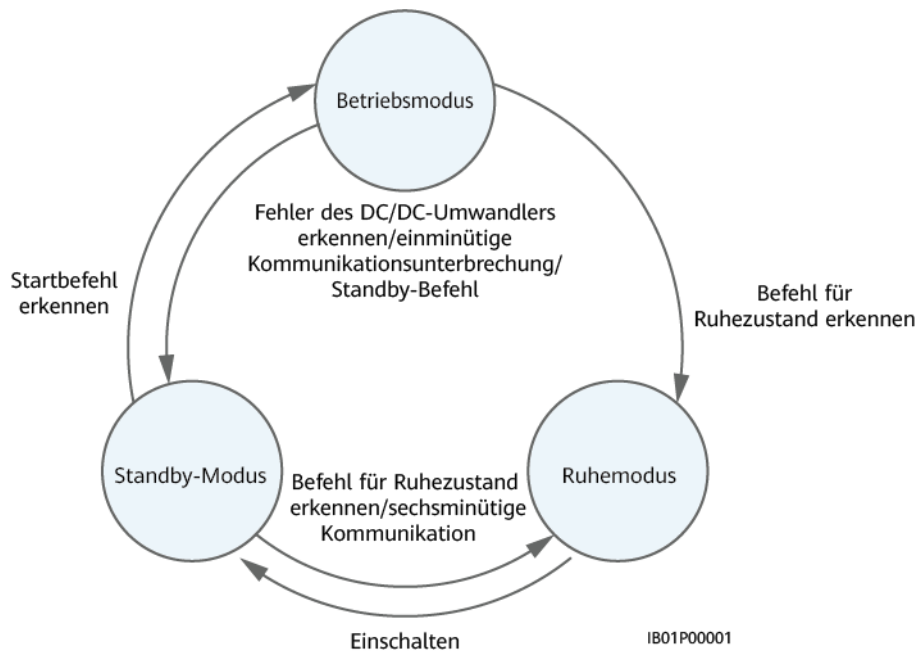 Betriebsmodus
Fehler des DC/DC-Umwandlers
erkennen/einminütige
Kommunikationsunterbrechung/
Standby-Befehl
Startbefehl
erkennen
Befehl für
Ruhezustand erkennen
Standby-Modus
Befehl für Ruhezustand
erkennen/sechsminütige
Kommunikation
Ruhemodus
Einschalten
IB01P00001